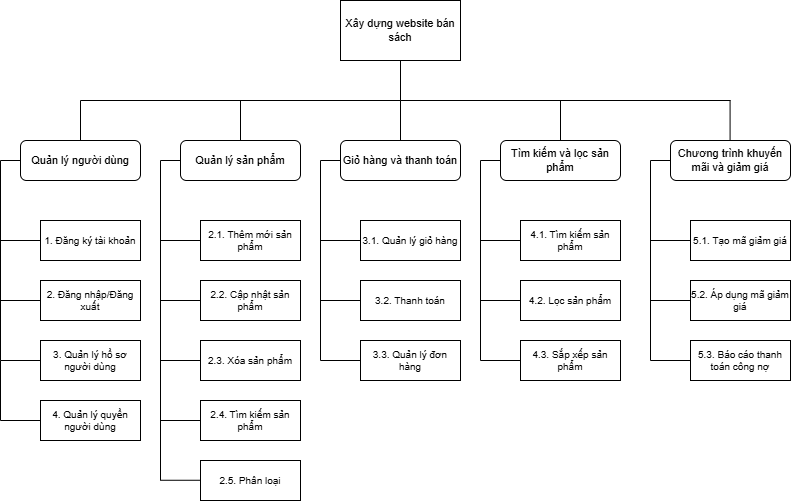 Xây dựng website bán
sách
Quản lý người dùng
Quản lý sản phẩm
Giỏ hàng và thanh toán
Tìm kiếm và lọc sản
phẩm
Chương trình khuyến
mãi và giảm giá
1. Đăng ký tài khoản
2. Đăng nhập/Đăng
xuất
3. Quản lý hồ sơ
người dùng
4. Quản lý quyền
người dùng
2.1. Thêm mới sản
phẩm
2.2. Cập nhật sản
phẩm
2.3. Xóa sản phẩm
2.4. Tìm kiếm sản
phẩm
2.5. Phân loại
3.1. Quản lý giỏ hàng
3.2. Thanh toán
3.3. Quản lý đơn
hàng
4.1. Tìm kiếm sản
phẩm
4.2. Lọc sản phẩm
4.3. Sắp xếp sản
phẩm
5.1. Tạo mã giảm giá
5.2. Áp dụng mã giảm
giá
5.3. Báo cáo thanh
toán công nợ